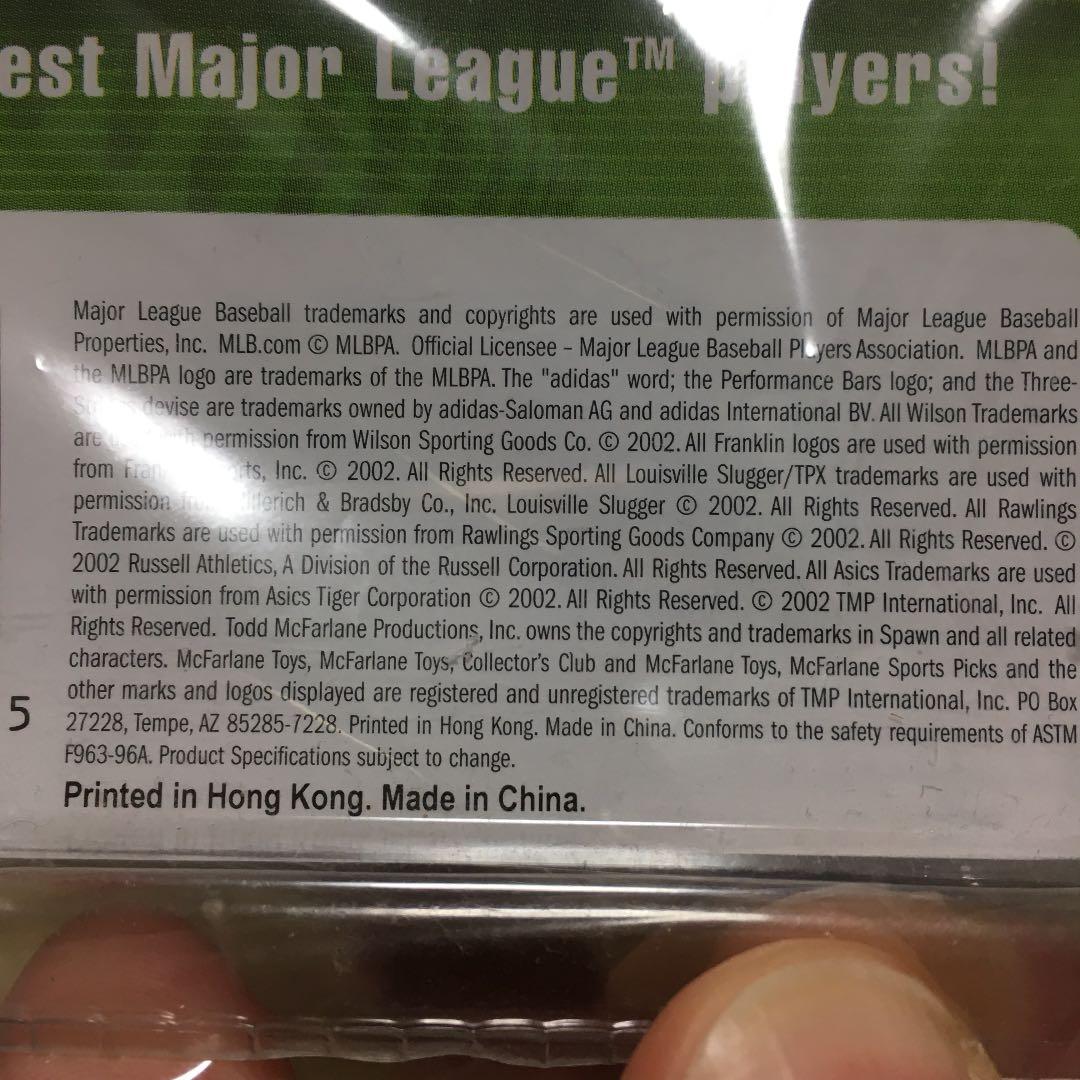 est Major League™ players!
Major League Baseball trademarks and copyrights are used with permission of Major League Baseball
Properties, Inc. MLB.com © MLBPA. Official Licensee – Major League Baseball Players Association. MLBPA and
the MLBPA logo are trademarks of the MLBPA. The "adidas" word; the Performance Bars logo; and the Three-
devise are trademarks owned by adidas-Saloman AG and adidas International BV. All Wilson Trademarks
are used with permission from Wilson Sporting Goods Co. © 2002. All Franklin logos are used with permission
from Franklin Sports, Inc. © 2002. All Rights Reserved. All Louisville Slugger/TPX trademarks are used with
permission from Hillerich & Bradsby Co., Inc. Louisville Slugger © 2002. All Rights Reserved. All Rawlings
Trademarks are used with permission from Rawlings Sporting Goods Company © 2002. All Rights Reserved. ©
2002 Russell Athletics, A Division of the Russell Corporation. All Rights Reserved. All Asics Trademarks are used
with permission from Asics Tiger Corporation © 2002. All Rights Reserved. © 2002 TMP International, Inc. All
Rights Reserved. Todd McFarlane Productions, Inc. owns the copyrights and trademarks in Spawn and all related
characters. McFarlane Toys, McFarlane Toys, Collector's Club and McFarlane Toys, McFarlane Sports Picks and the
other marks and logos displayed are registered and unregistered trademarks of TMP International, Inc. PO Box
27228, Tempe, AZ 85285-7228. Printed in Hong Kong. Made in China. Conforms to the safety requirements of ASTM
F963-96A. Product Specifications subject to change.
Printed in Hong Kong. Made in China.
5